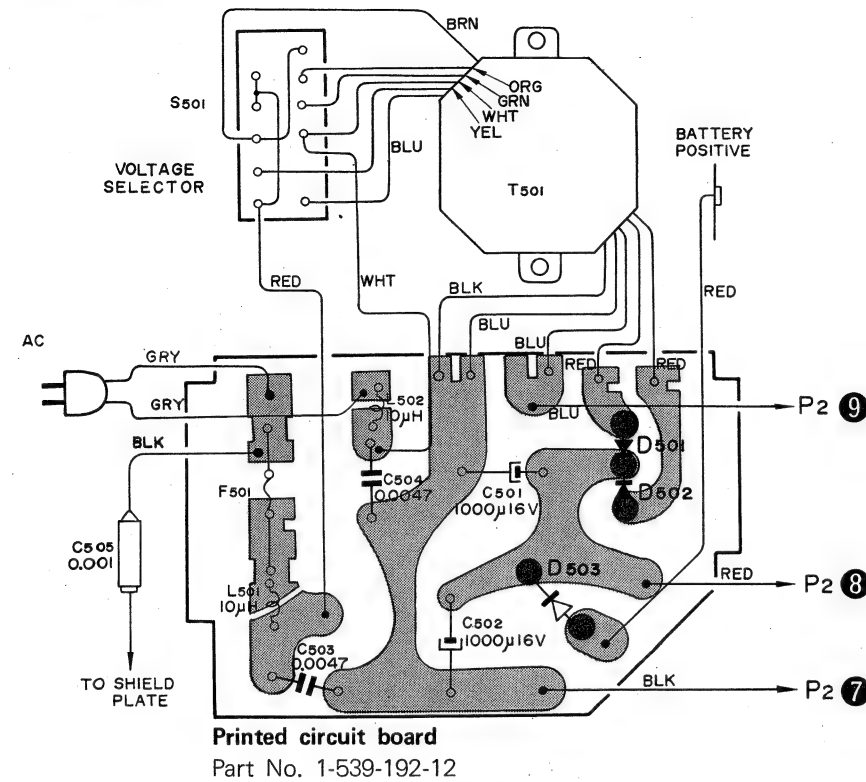 BRN
S501
ORG
GRN
WHT
YEL
BATTERY
POSITIVE
VOLTAGE
SELECTOR
BLU
T501
RED
WHT
BLK
RED
BLU
AC
GRY
BLU
RED
RED
GRY
L502
10μH
BLU
P2 9
BLK
D501
C504
0.0047
D502
F501
C501
1000μ16V
C505
0.001
D503
RED
P2 8
L501
10μH
C502
1000μ16V
C503
0.0047
TO SHIELD
PLATE
BLK
P2 7
Printed circuit board
Part No. 1-539-192-12